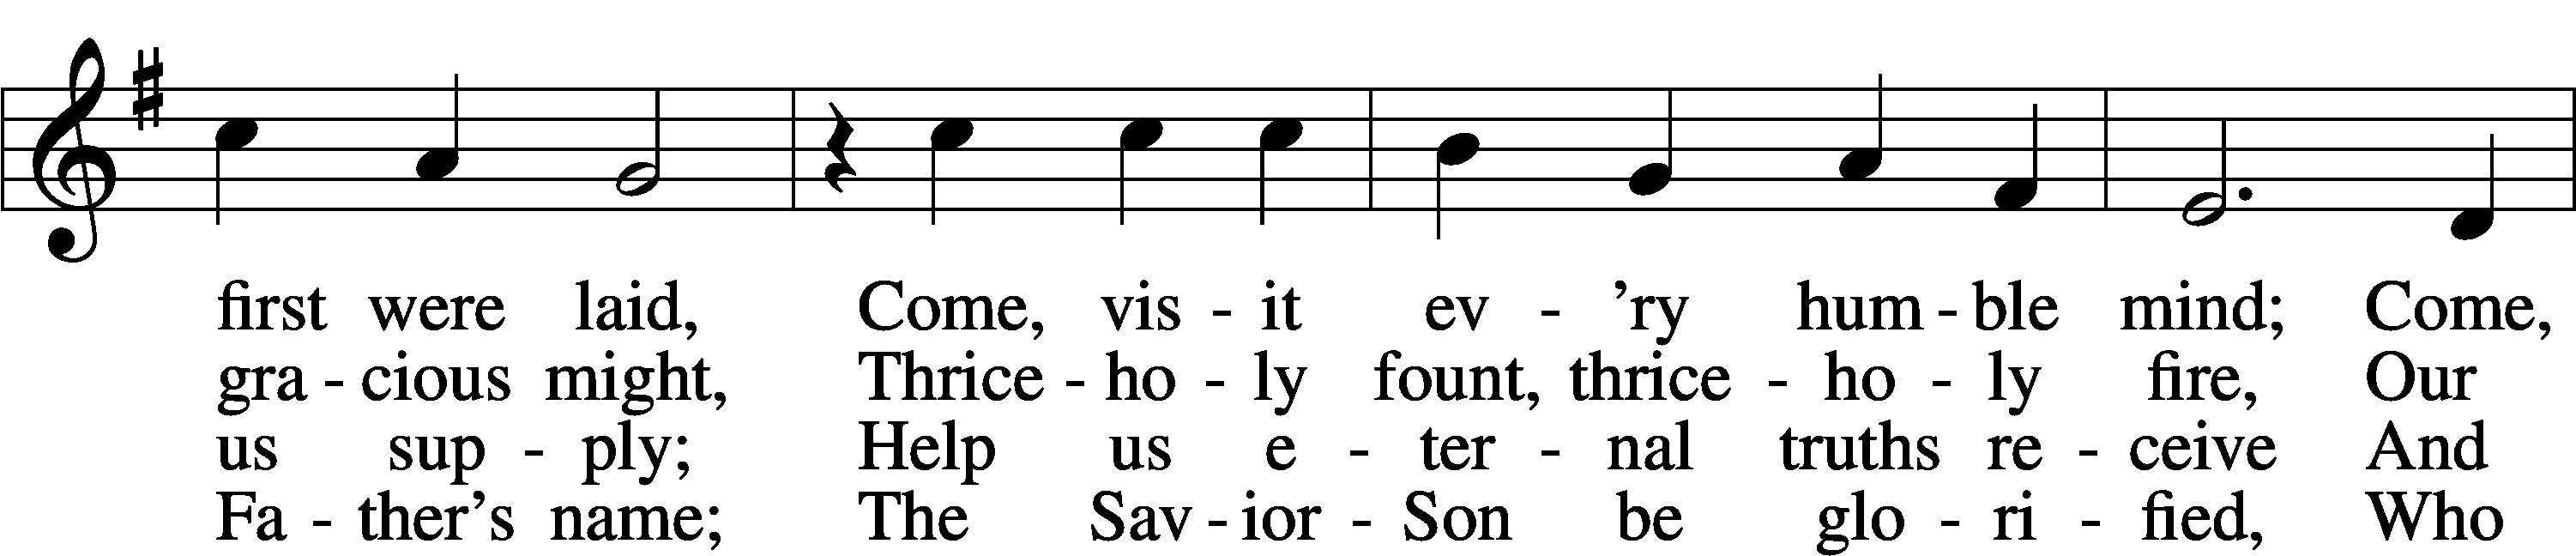 first were laid, Come, vis - it ev - 'ry hum - ble mind; Come,
gra - cious might, Thrice - ho - ly fount, thrice - ho - ly fire, Our
us sup - ply; Help us e - ter - nal truths re - ceive And
Fa - ther's name; The Sav - ior - Son be glo - ri - fied, Who